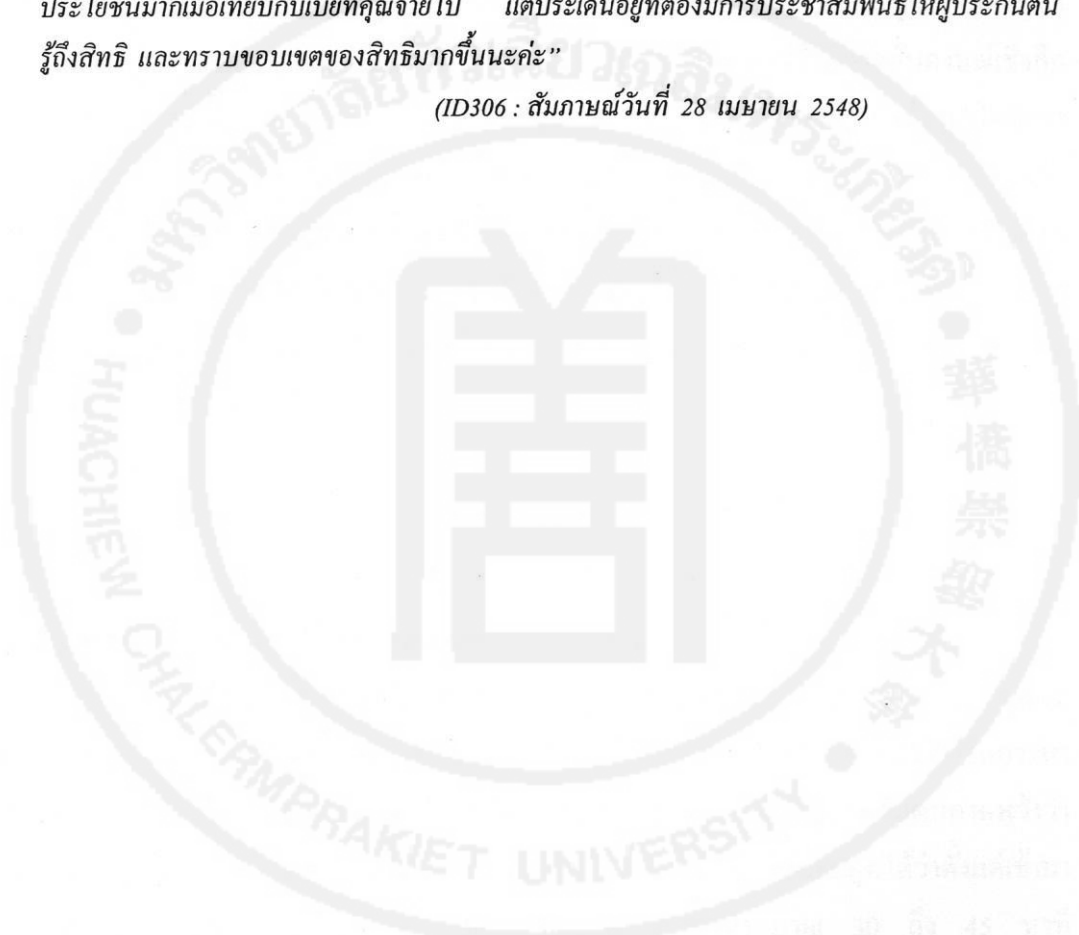 ประโยชน์มากเมื่อเทียบกับเบี้ยที่คุณจ่ายไป แต่ประเด็นอยู่ที่ต้องมีการประชาสัมพันธ์ให้ผู้ประกันตน
รู้ถึงสิทธิ และทราบขอบเขตของสิทธิมากขึ้นนะค่ะ”
(ID306 : สัมภาษณ์วันที่ 28 เมษายน 2548)
มหาวิทยาลัยหัวเฉียวเฉลิมพระเกียรติ
華僑崇聖大學
HUACHIEW CHALERMPRAKIET UNIVERSITY